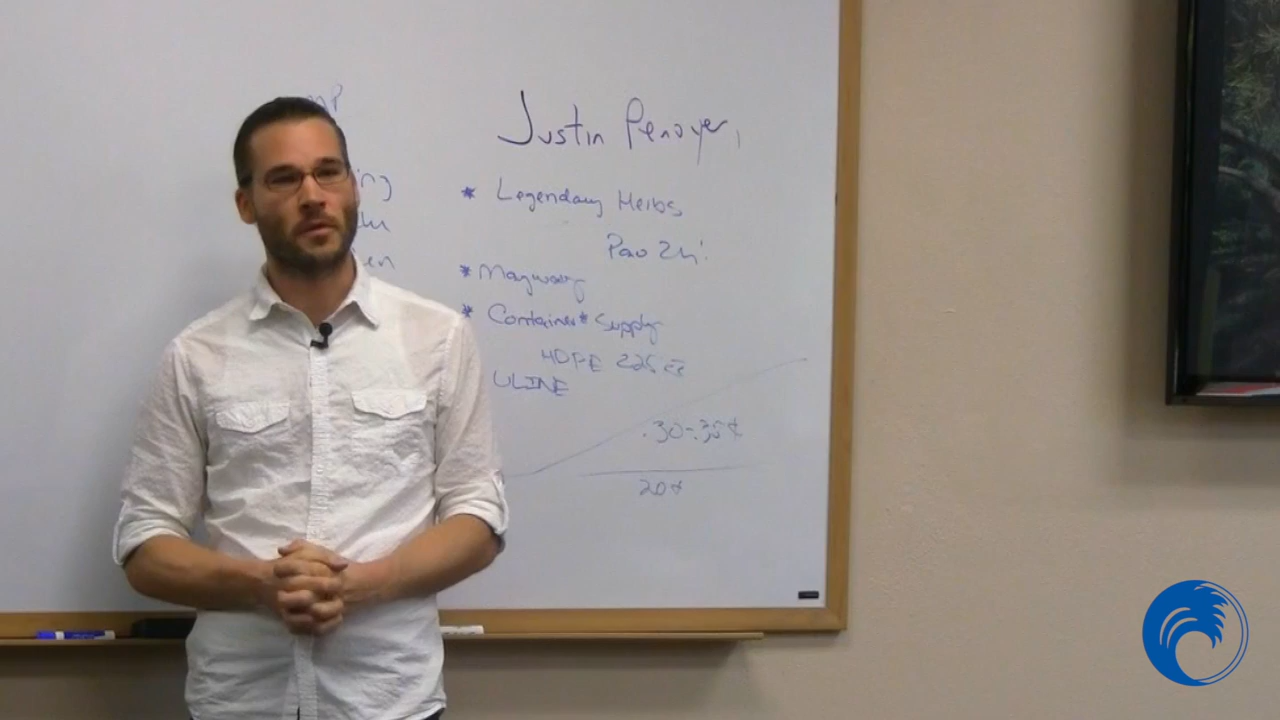 Justin Penoyer,
* Legendary Herbs
Pao Zhi
* Mayway
* Container * Supply
HDPE 225 cc
ULINE
.30-.35¢
20¢